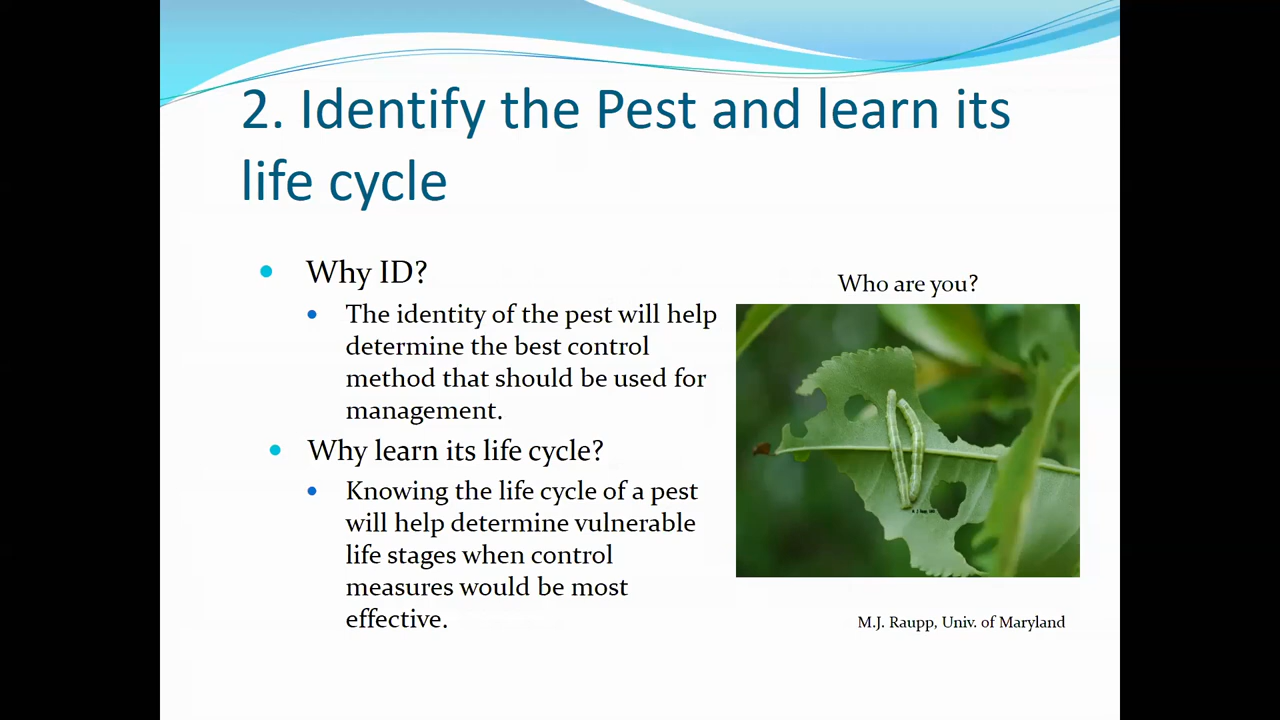 2. Identify the Pest and learn its
life cycle
Why ID?
The identity of the pest will help
determine the best control
method that should be used for
management.
Why learn its life cycle?
Knowing the life cycle of a pest
will help determine vulnerable
life stages when control
measures would be most
effective.
Who are you?
M.J. Raupp, Univ. of Maryland